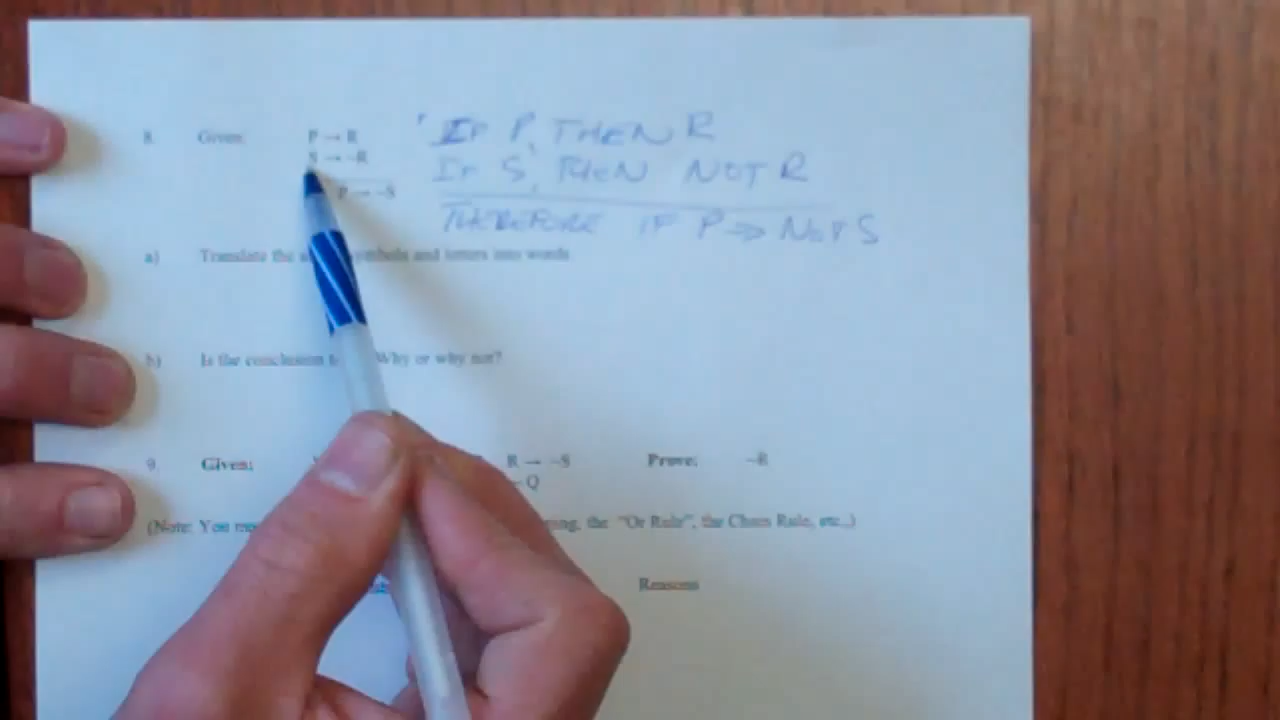 8. Given: P → R
S → ~R
P → ~S
IF P, THEN R
IF S, THEN NOT R
THEREFORE IF P ⇒ NOT S
a) Translate the symbols and letters into words
b) Is the conclusion Why or why not?
9. Given: R → ~S Prove: ~R
Q
(Note: You the "Or Rule", the Chain Rule, etc.)
Reasons